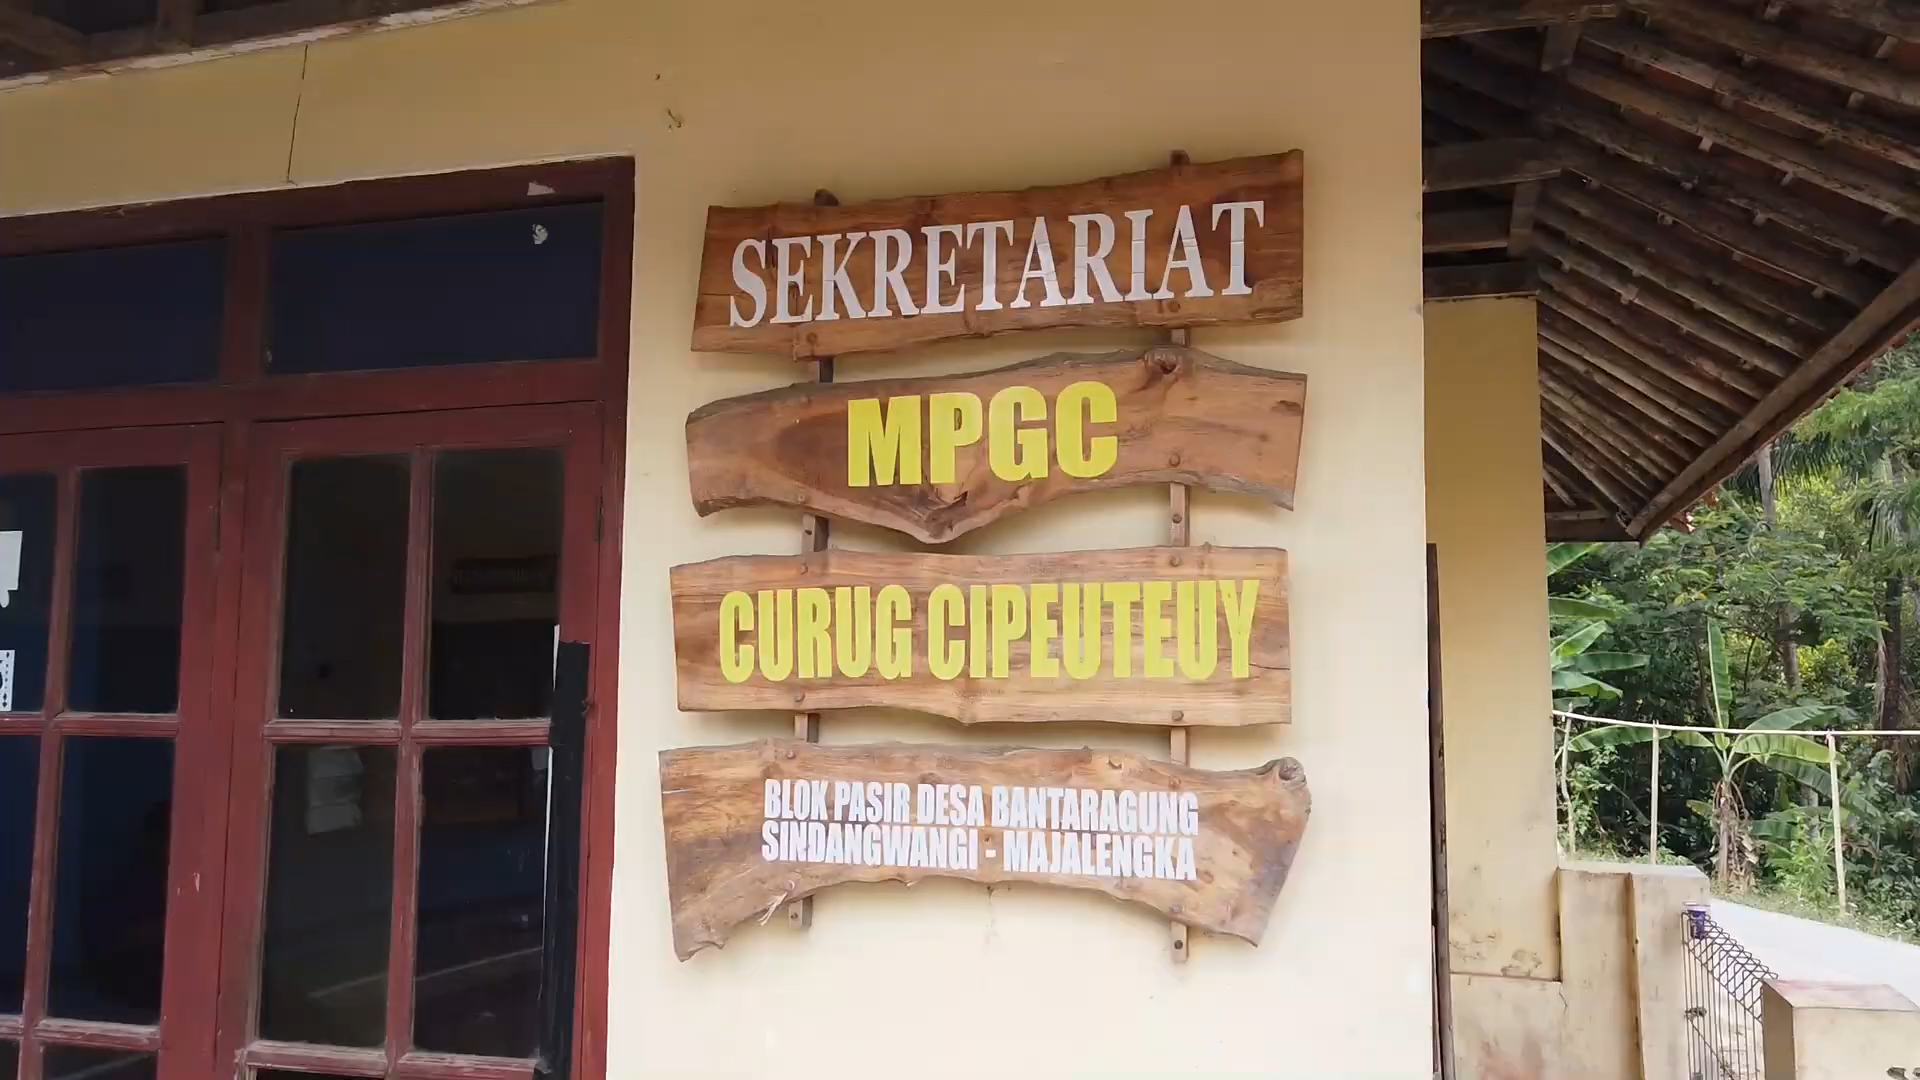 SEKRETARIAT
MPGC
CURUG CIPEUTEUY
BLOK PASIR DESA BANTARAGUNG
SINDANGWANGI - MAJALENGKA